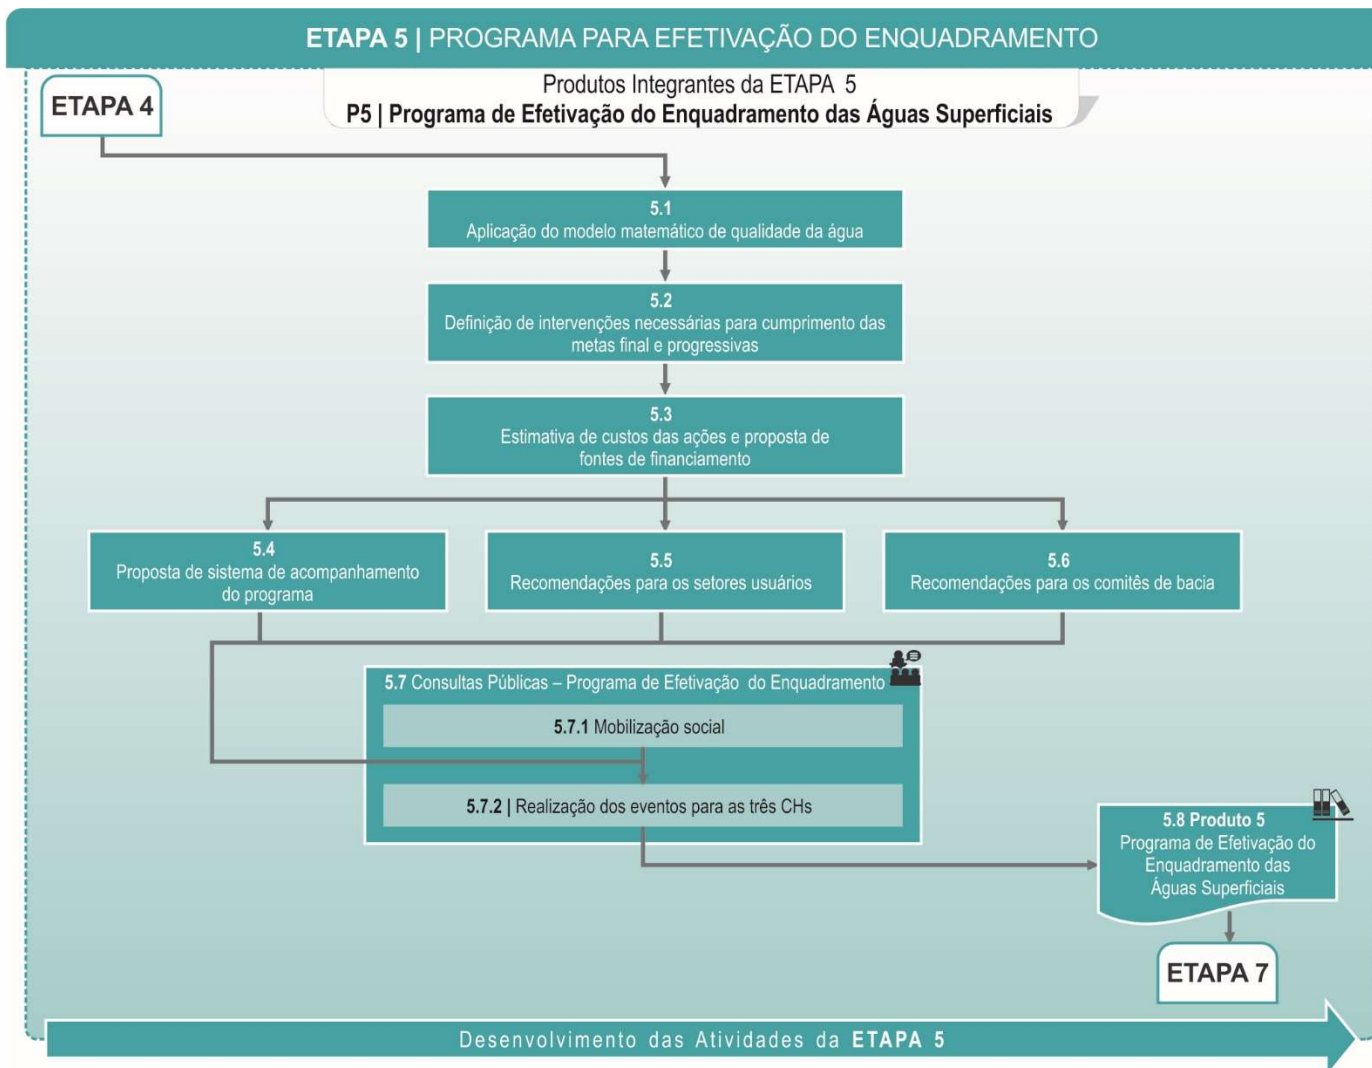 ETAPA 5 | PROGRAMA PARA EFETIVAÇÃO DO ENQUADRAMENTO
ETAPA 4
Produtos Integrantes da ETAPA 5
P5 | Programa de Efetivação do Enquadramento das Águas Superficiais
5.1
Aplicação do modelo matemático de qualidade da água
5.2
Definição de intervenções necessárias para cumprimento das
metas final e progressivas
5.3
Estimativa de custos das ações e proposta de
fontes de financiamento
5.4
Proposta de sistema de acompanhamento
do programa
5.5
Recomendações para os setores usuários
5.6
Recomendações para os comitês de bacia
5.7 Consultas Públicas – Programa de Efetivação do Enquadramento
5.7.1 Mobilização social
5.7.2 | Realização dos eventos para as três CHs
5.8 Produto 5
Programa de Efetivação do
Enquadramento das
Águas Superficiais
ETAPA 7
Desenvolvimento das Atividades da ETAPA 5